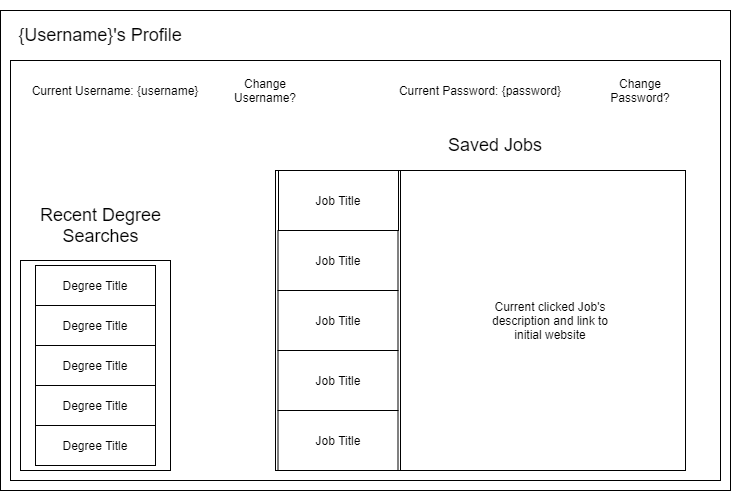 {Username}'s Profile
Current Username: {username}
Change
Username?
Current Password: {password}
Change
Password?
Saved Jobs
Recent Degree
Searches
Degree Title
Degree Title
Degree Title
Degree Title
Degree Title
Job Title
Job Title
Job Title
Job Title
Job Title
Current clicked Job's
description and link to
initial website